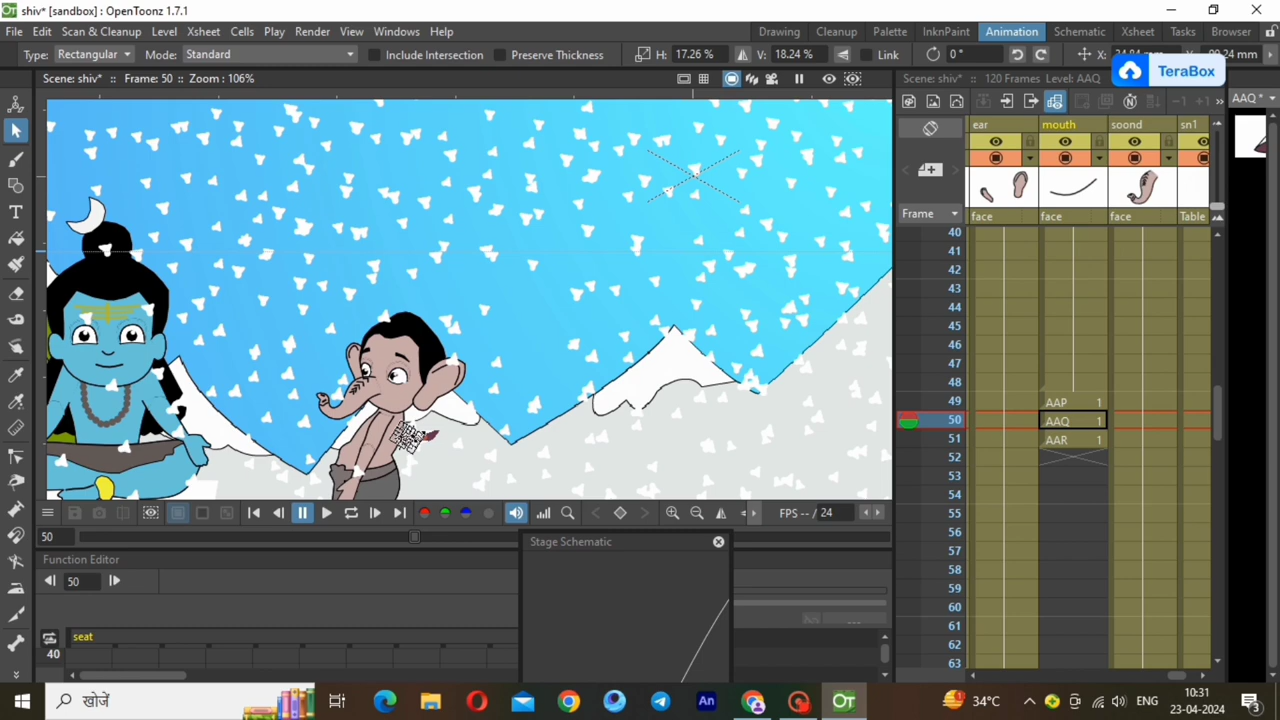 shiv* [sandbox] : OpenToonz 1.7.1
File Edit Scan & Cleanup Level Xsheet Cells Play Render View Windows Help
Drawing Cleanup Palette InknPaint Animation Schematic Xsheet Tasks Browser
Type: Rectangular Mode: Standard Include Intersection Preserve Thickness H: 17.26 % V: 18.24 % Link 0 ° X:
TeraBox
Scene: shiv* :: Frame: 50 :: Zoom : 106%
Scene: shiv* :: 120 Frames Level: AAQ
AAQ *
ear mouth soond sn1
Frame
face face face Table
40
41
42
43
44
45
46
47
48
49 AAP 1
50 AAQ 1
51 AAR 1
52
53
54
55
56
57
58
59
60
61
62
63
FPS -- / 24
50
Stage Schematic
Function Editor
50
seat
40
खोजें
An
OT
34°C
ENG
10:31
23-04-2024
3